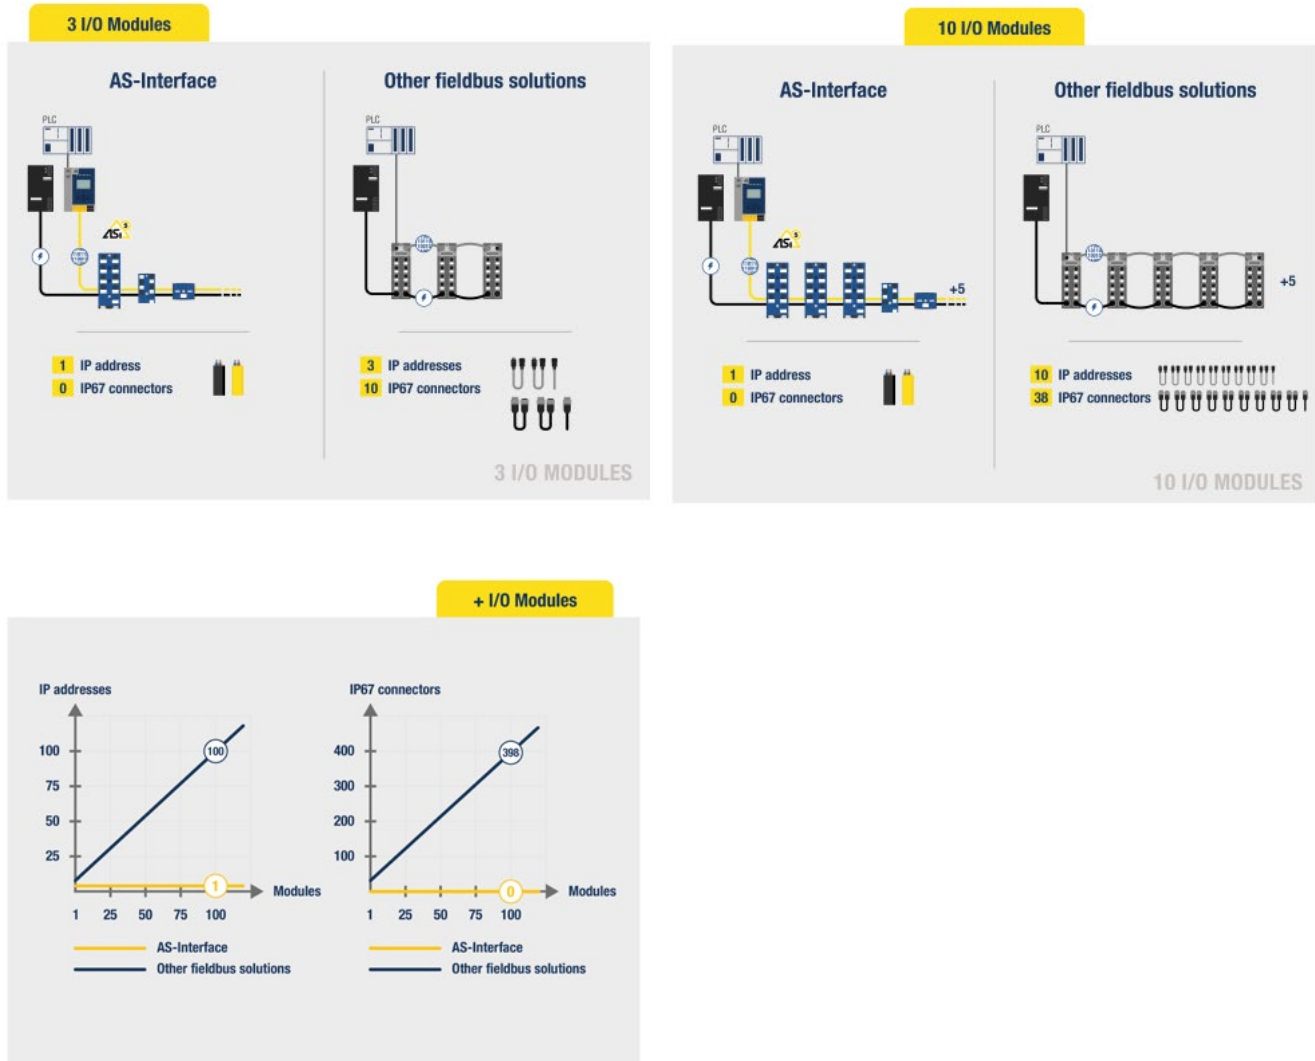 3 I/O Modules
AS-Interface
Other fieldbus solutions
PLC
PLC
ASi 5
1 IP address
0 IP67 connectors
3 IP addresses
10 IP67 connectors
3 I/O MODULES
10 I/O Modules
AS-Interface
Other fieldbus solutions
PLC
PLC
ASi 5
+5
+5
1 IP address
0 IP67 connectors
10 IP addresses
38 IP67 connectors
10 I/O MODULES
+ I/O Modules
IP addresses
100
75
50
25
100
1
Modules
1 25 50 75 100
AS-Interface
Other fieldbus solutions
IP67 connectors
400
300
200
100
398
0
Modules
1 25 50 75 100
AS-Interface
Other fieldbus solutions